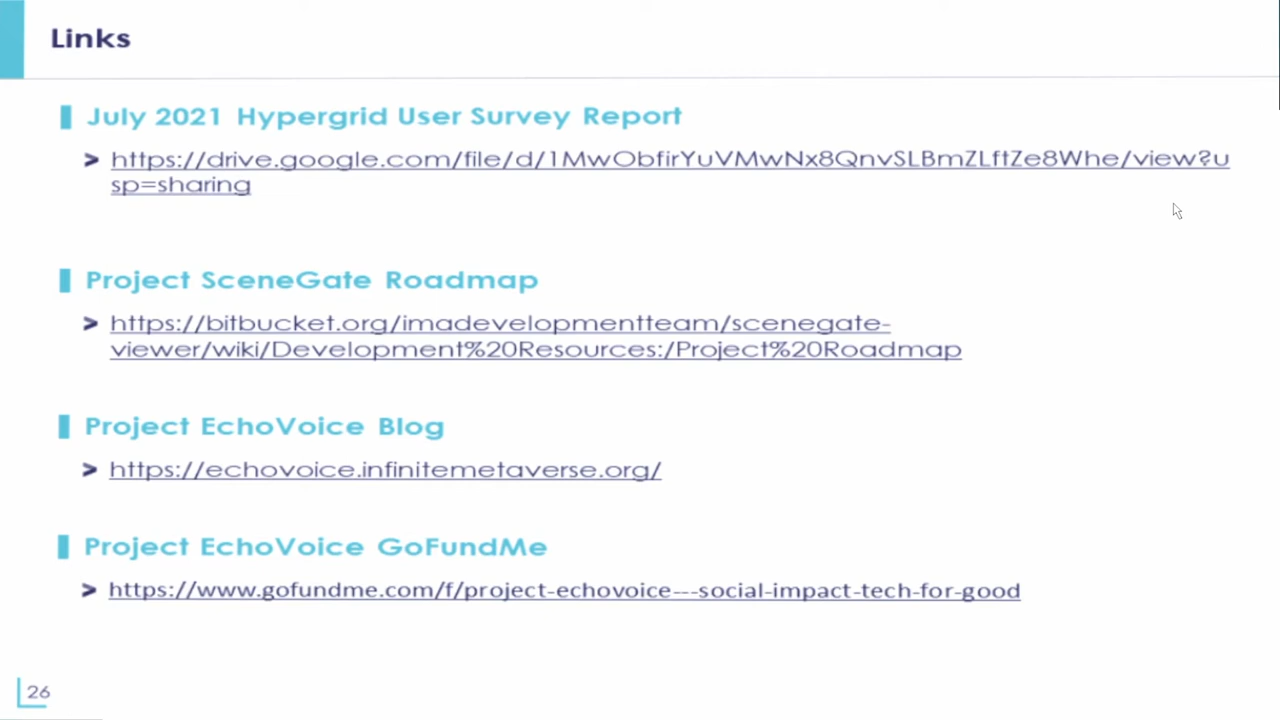 Links
July 2021 Hypergrid User Survey Report
> https://drive.google.com/file/d/1MwObfirYuVMwNx8QnvSLBmZLftZe8Whe/view?u
sp=sharing
Project SceneGate Roadmap
> https://bitbucket.org/imadevelopmentteam/scenegate-
viewer/wiki/Development%20Resources:/Project%20Roadmap
Project EchoVoice Blog
> https://echovoice.infinitemetaverse.org/
Project EchoVoice GoFundMe
> https://www.gofundme.com/f/project-echovoice---social-impact-tech-for-good
26